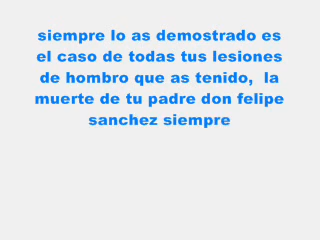 siempre lo as demostrado es
el caso de todas tus lesiones
de hombro que as tenido,  la
muerte de tu padre don felipe
sanchez siempre